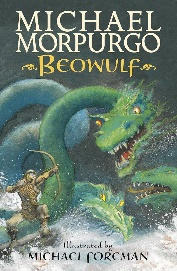 MICHAEL
MORPURGO
BEOWULF
Illustrated by
MICHAEL FOREMAN